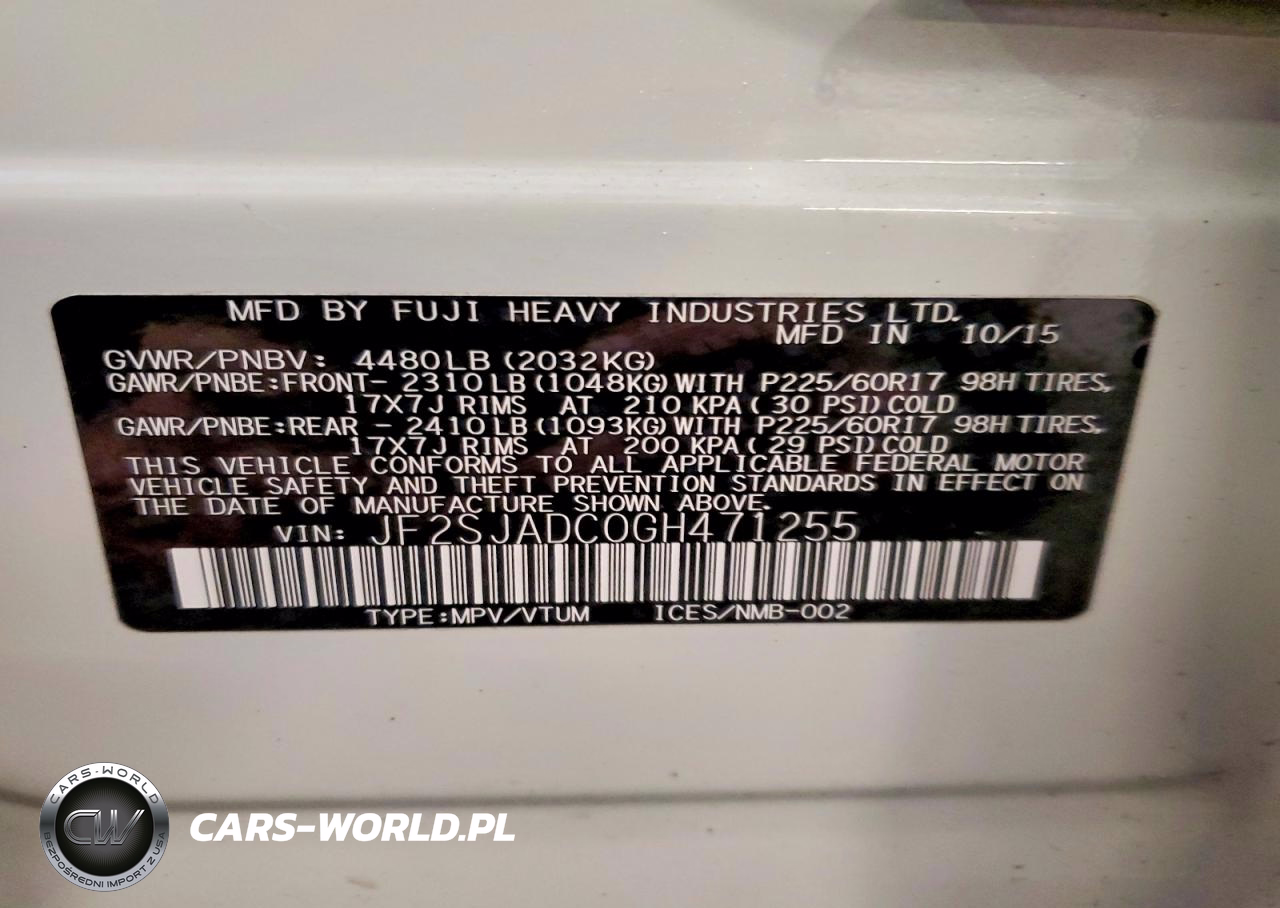 MFD BY FUJI HEAVY INDUSTRIES LTD.
MFD IN 10/15
GVWR/PNBV: 4480LB (2032KG)
GAWR/PNBE:FRONT- 2310LB (1048KG) WITH P225/60R17 98H TIRES,
17X7J RIMS AT 210 KPA (30 PSI) COLD
GAWR/PNBE:REAR - 2410LB (1093KG) WITH P225/60R17 98H TIRES,
17X7J RIMS AT 200 KPA (29 PSI) COLD
THIS VEHICLE CONFORMS TO ALL APPLICABLE FEDERAL MOTOR
VEHICLE SAFETY AND THEFT PREVENTION STANDARDS IN EFFECT ON
THE DATE OF MANUFACTURE SHOWN ABOVE.
VIN: JF2SJADC0GH471255
TYPE:MPV/VTUM ICES/NMB-002
CARS-WORLD
CW
BEZPOŚREDNI IMPORT Z USA
CARS-WORLD.PL